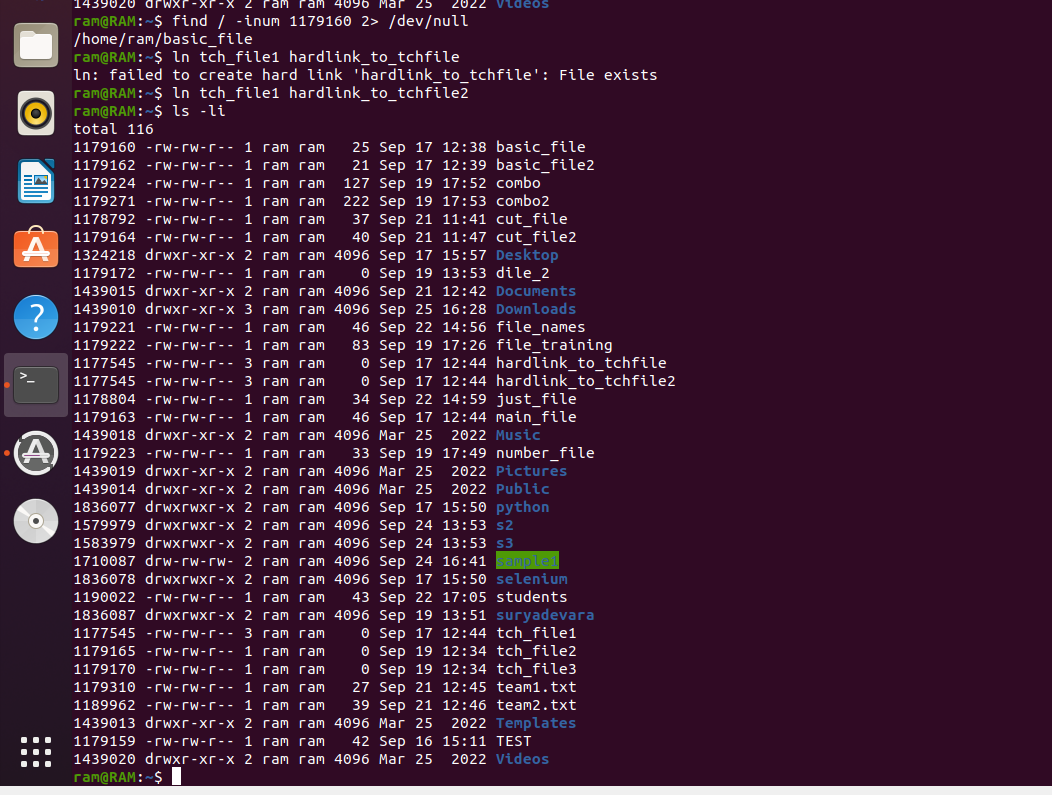 1439020 drwxr-xr-x 2 ram ram 4096 Mar 25  2022 Videos
ram@RAM:~$ find / -inum 1179160 2> /dev/null
/home/ram/basic_file
ram@RAM:~$ ln tch_file1 hardlink_to_tchfile
ln: failed to create hard link 'hardlink_to_tchfile': File exists
ram@RAM:~$ ln tch_file1 hardlink_to_tchfile2
ram@RAM:~$ ls -li
total 116
1179160 -rw-rw-r-- 1 ram ram   25 Sep 17 12:38 basic_file
1179162 -rw-rw-r-- 1 ram ram   21 Sep 17 12:39 basic_file2
1179224 -rw-rw-r-- 1 ram ram  127 Sep 19 17:52 combo
1179271 -rw-rw-r-- 1 ram ram  222 Sep 19 17:53 combo2
1178792 -rw-rw-r-- 1 ram ram   37 Sep 21 11:41 cut_file
1179164 -rw-rw-r-- 1 ram ram   40 Sep 21 11:47 cut_file2
1324218 drwxr-xr-x 2 ram ram 4096 Sep 17 15:57 Desktop
1179172 -rw-rw-r-- 1 ram ram    0 Sep 19 13:53 dile_2
1439015 drwxr-xr-x 2 ram ram 4096 Sep 21 12:42 Documents
1439010 drwxr-xr-x 3 ram ram 4096 Sep 25 16:28 Downloads
1179221 -rw-rw-r-- 1 ram ram   46 Sep 22 14:56 file_names
1179222 -rw-rw-r-- 1 ram ram   83 Sep 19 17:26 file_training
1177545 -rw-rw-r-- 3 ram ram    0 Sep 17 12:44 hardlink_to_tchfile
1177545 -rw-rw-r-- 3 ram ram    0 Sep 17 12:44 hardlink_to_tchfile2
1178804 -rw-rw-r-- 1 ram ram   34 Sep 22 14:59 just_file
1179163 -rw-rw-r-- 1 ram ram   46 Sep 17 12:44 main_file
1439018 drwxr-xr-x 2 ram ram 4096 Mar 25  2022 Music
1179223 -rw-rw-r-- 1 ram ram   33 Sep 19 17:49 number_file
1439019 drwxr-xr-x 2 ram ram 4096 Mar 25  2022 Pictures
1439014 drwxr-xr-x 2 ram ram 4096 Mar 25  2022 Public
1836077 drwxrwxr-x 2 ram ram 4096 Sep 17 15:50 python
1579979 drwxrwxr-x 2 ram ram 4096 Sep 24 13:53 s2
1583979 drwxrwxr-x 2 ram ram 4096 Sep 24 13:53 s3
1710087 drw-rw-rw- 2 ram ram 4096 Sep 24 16:41 sample1
1836078 drwxrwxr-x 2 ram ram 4096 Sep 17 15:50 selenium
1190022 -rw-rw-r-- 1 ram ram   43 Sep 22 17:05 students
1836087 drwxrwxr-x 2 ram ram 4096 Sep 19 13:51 suryadevara
1177545 -rw-rw-r-- 3 ram ram    0 Sep 17 12:44 tch_file1
1179165 -rw-rw-r-- 1 ram ram    0 Sep 19 12:34 tch_file2
1179170 -rw-rw-r-- 1 ram ram    0 Sep 19 12:34 tch_file3
1179310 -rw-rw-r-- 1 ram ram   27 Sep 21 12:45 team1.txt
1189962 -rw-rw-r-- 1 ram ram   39 Sep 21 12:46 team2.txt
1439013 drwxr-xr-x 2 ram ram 4096 Mar 25  2022 Templates
1179159 -rw-rw-r-- 1 ram ram   42 Sep 16 15:11 TEST
1439020 drwxr-xr-x 2 ram ram 4096 Mar 25  2022 Videos
ram@RAM:~$